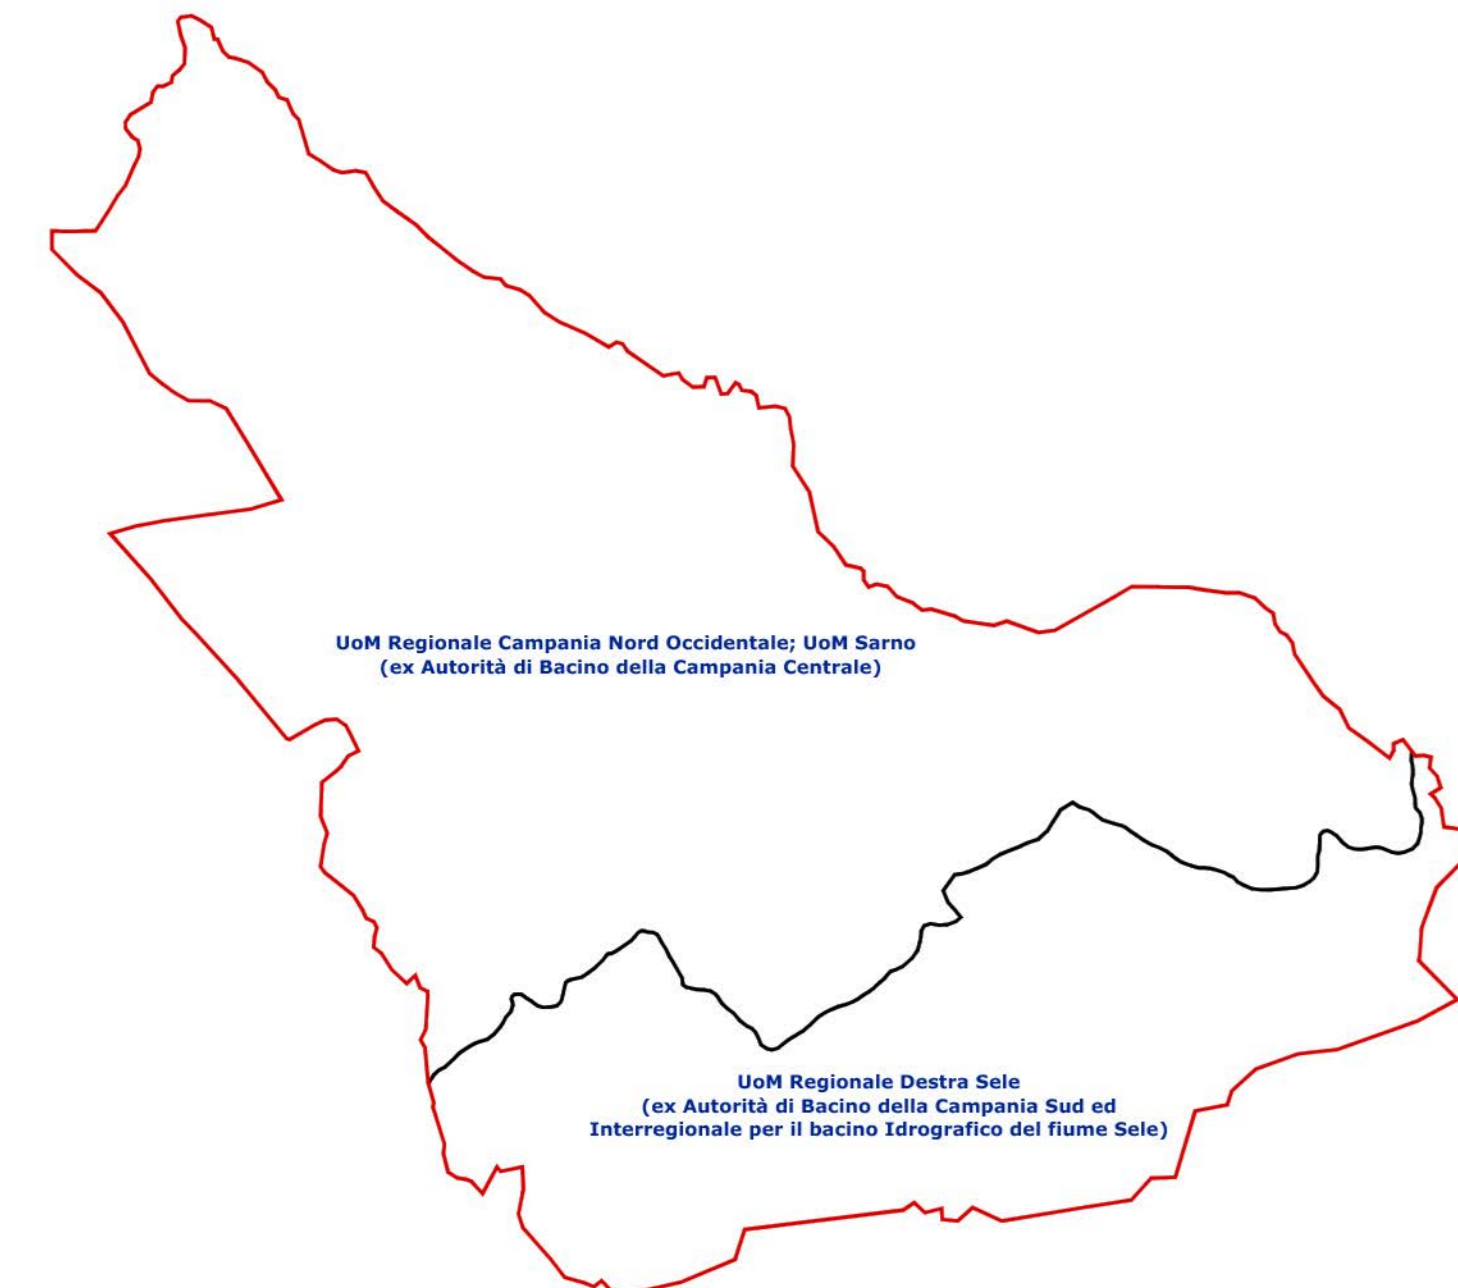 UoM Regionale Campania Nord Occidentale; UoM Sarno
(ex Autorità di Bacino della Campania Centrale)
UoM Regionale Destra Sele
(ex Autorità di Bacino della Campania Sud ed
Interregionale per il bacino Idrografico del fiume Sele)